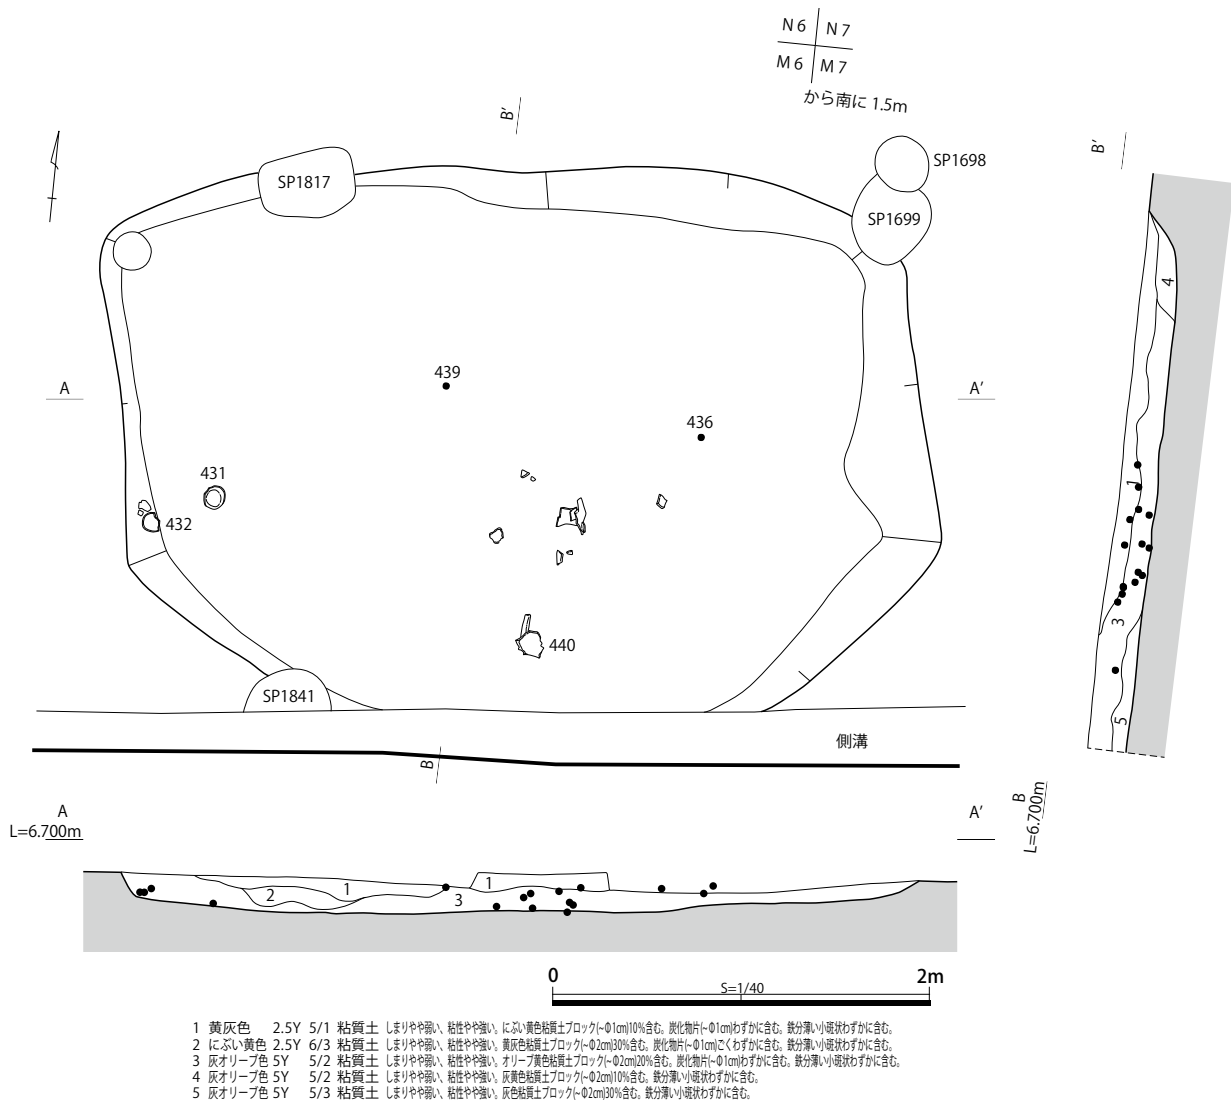 N 6 N 7
M 6 M 7
から南に 1.5m
B'
B'
SP1817
SP1698
SP1699
4
439
A
A'
436
431
432
1
3
440
SP1841
5
側溝
B
A
L=6.700m
A'
B
L=6.700m
1
1
2
3
0
2m
S=1/40
1 黄灰色 2.5Y 5/1 粘質土 しまりやや弱い、粘性やや強い。にぶい黄色粘質土ブロック(~Φ1cm)10%含む。炭化物片(~Φ1cm)わずかに含む。鉄分薄い小斑状わずかに含む。
2 にぶい黄色 2.5Y 6/3 粘質土 しまりやや弱い、粘性やや強い。黄灰色粘質土ブロック(~Φ2cm)30%含む。炭化物片(~Φ1cm)ごくわずかに含む。鉄分薄い小斑状わずかに含む。
3 灰オリーブ色 5Y 5/2 粘質土 しまりやや弱い、粘性やや強い。オリーブ黄色粘質土ブロック(~Φ2cm)20%含む。炭化物片(~Φ1cm)わずかに含む。鉄分薄い小斑状わずかに含む。
4 灰オリーブ色 5Y 5/2 粘質土 しまりやや弱い、粘性やや強い。灰黄色粘質土ブロック(~Φ2cm)10%含む。鉄分薄い小斑状わずかに含む。
5 灰オリーブ色 5Y 5/3 粘質土 しまりやや弱い、粘性やや強い。灰色粘質土ブロック(~Φ2cm)30%含む。鉄分薄い小斑状わずかに含む。